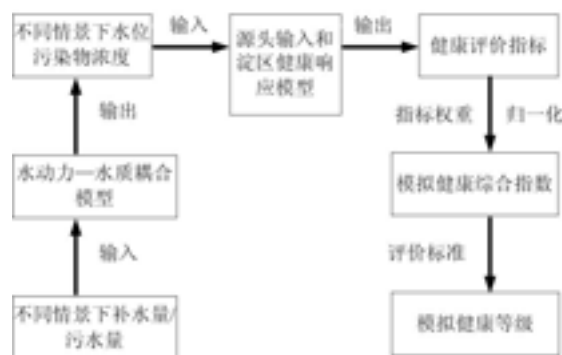 不同情景下水位
污染物浓度
输入
源头输入和
淀区健康响
应模型
输出
健康评价指标
输出
指标权重
归一化
水动力—水质耦合
模型
模拟健康综合指数
输入
评价标准
不同情景下补水量/
污水量
模拟健康等级